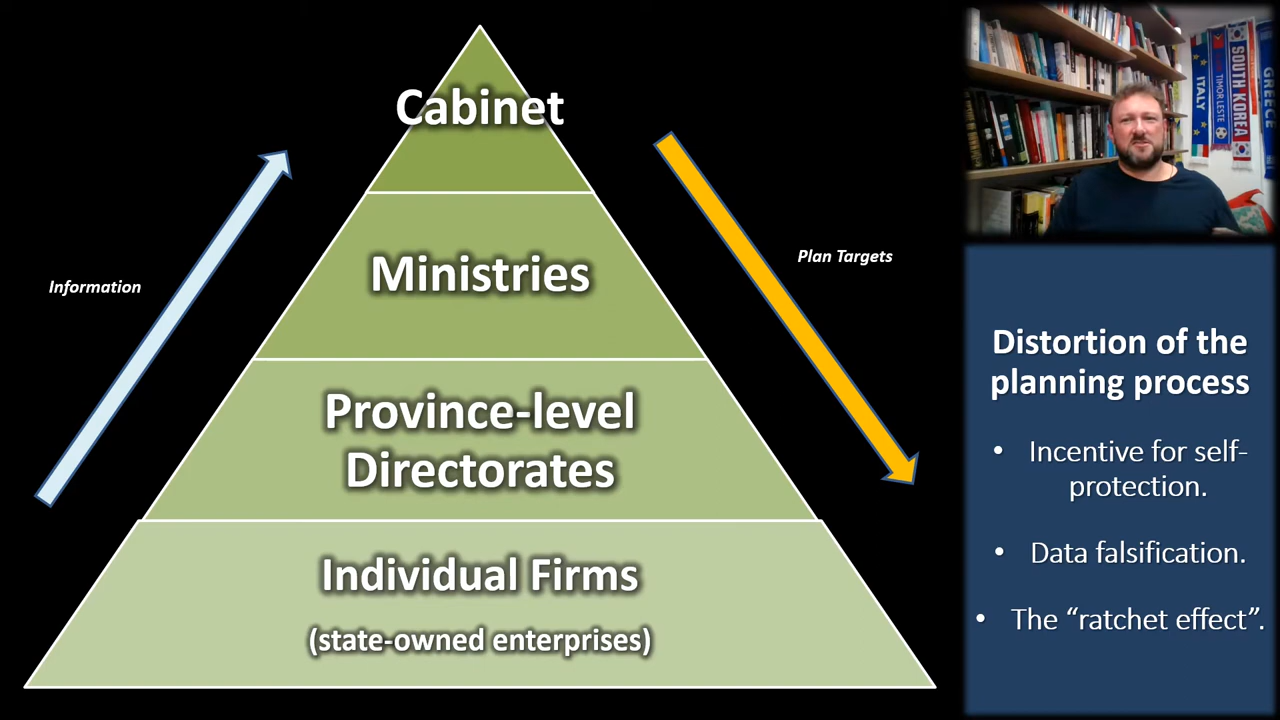 Cabinet
Ministries
Province-level
Directorates
Individual Firms
(state-owned enterprises)
Information
Plan Targets
ITALY
TIMOR LESTE
SOUTH KOREA
GREECE
Distortion of the
planning process
• Incentive for self-
protection.
• Data falsification.
• The “ratchet effect”.